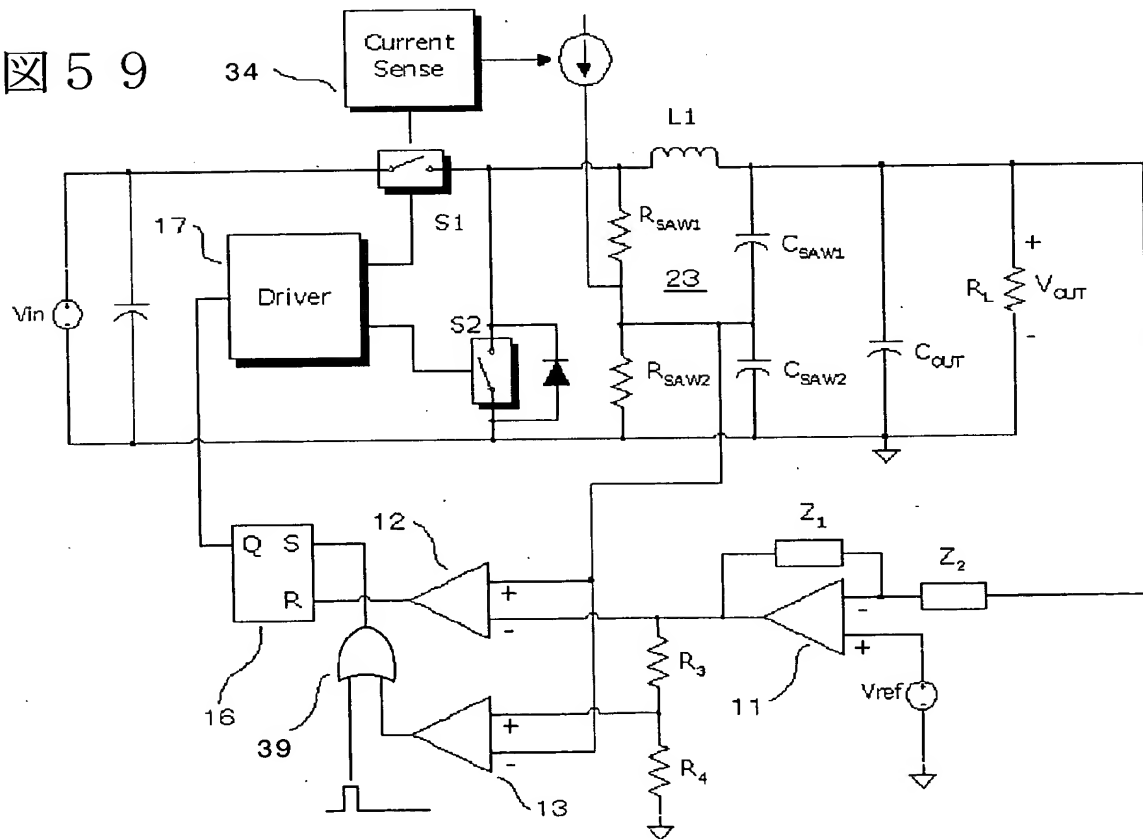 図59
34
Current
Sense
L1
S1
17
Driver
Vin
S2
R_SAW1
23
C_SAW1
R_SAW2
C_SAW2
R_L
+
V_OUT
-
C_OUT
12
Q S
R
+
-
Z_1
Z_2
-
+
11
Vref
R_3
16
39
+
-
13
R_4